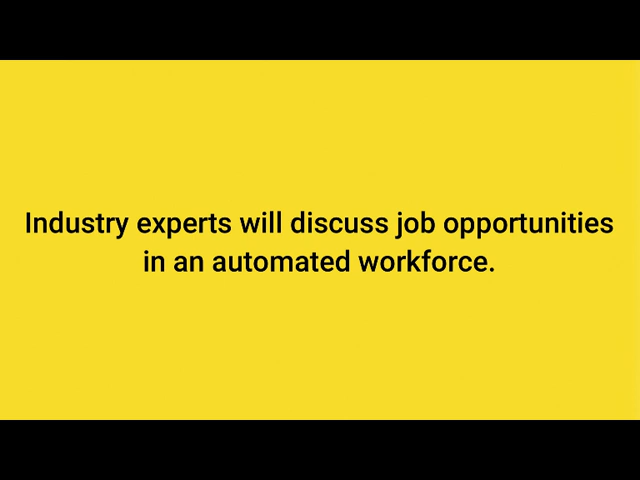 Industry experts will discuss job opportunities
in an automated workforce.